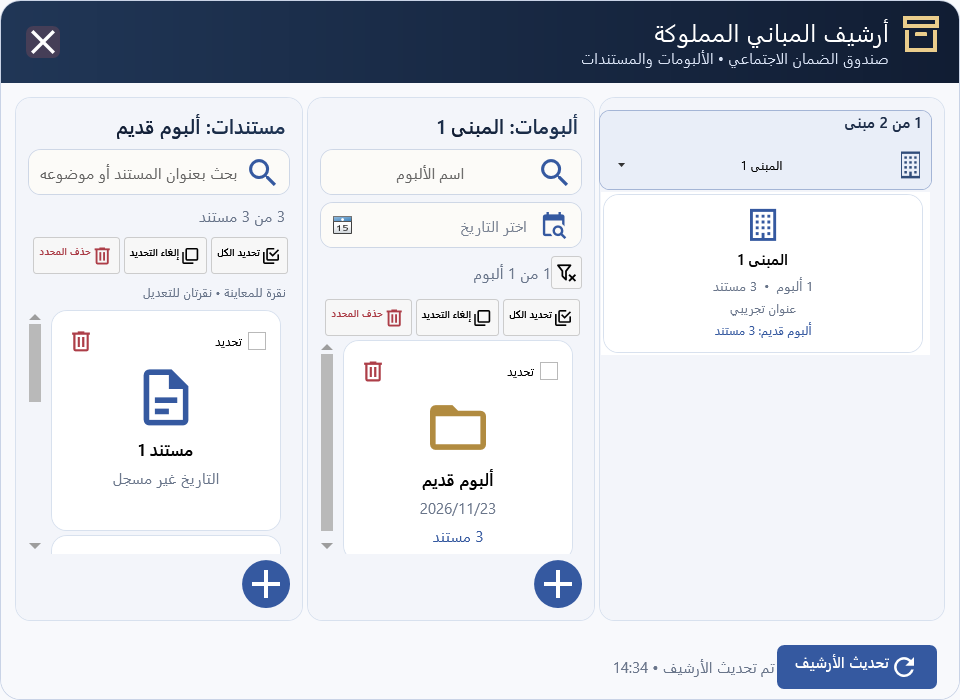 أرشيف المباني المملوكة
صندوق الضمان الاجتماعي • الألبومات والمستندات
1 من 2 مبنى
المبنى 1
المبنى 1
1 ألبوم • 3 مستند
عنوان تجريبي
ألبوم قديم: 3 مستند
ألبومات: المبنى 1
اسم الألبوم
اختر التاريخ
15
1 من 1 ألبوم
تحديد الكل
إلغاء التحديد
حذف المحدد
تحديد
ألبوم قديم
2026/11/23
3 مستند
مستندات: ألبوم قديم
بحث بعنوان المستند أو موضوعه
3 من 3 مستند
تحديد الكل
إلغاء التحديد
حذف المحدد
نقرة للمعاينة • نقرتان للتعديل
تحديد
مستند 1
التاريخ غير مسجل
تحديث الأرشيف
تم تحديث الأرشيف • 14:34